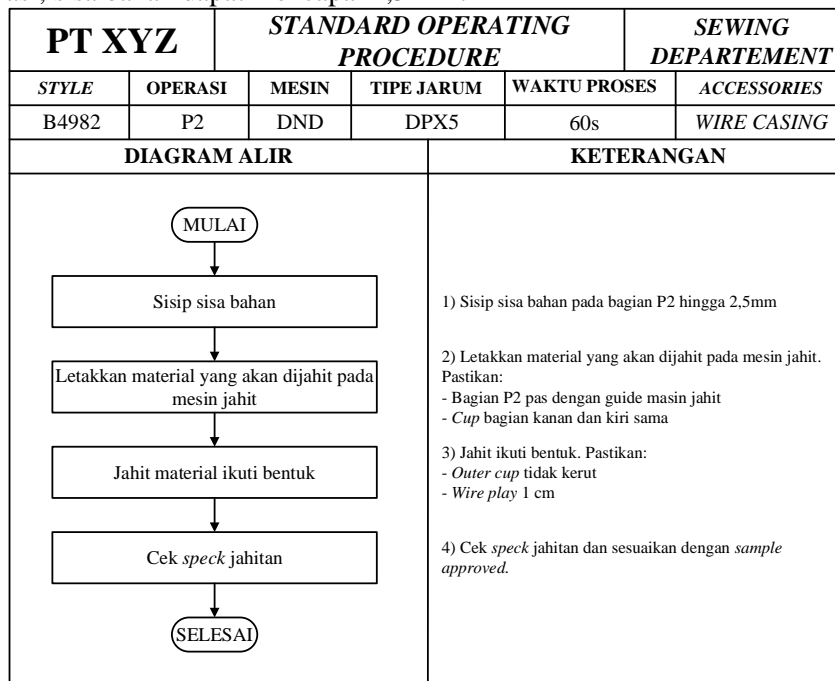 PT XYZ
STANDARD OPERATING
PROCEDURE
SEWING
DEPARTEMENT
STYLE OPERASI MESIN TIPE JARUM WAKTU PROSES ACCESSORIES
B4982 P2 DND DPX5 60s WIRE CASING
DIAGRAM ALIR KETERANGAN
MULAI
Sisip sisa bahan
1) Sisip sisa bahan pada bagian P2 hingga 2,5mm
Letakkan material yang akan dijahit pada
mesin jahit
2) Letakkan material yang akan dijahit pada mesin jahit.
Pastikan:
- Bagian P2 pas dengan guide masin jahit
- Cup bagian kanan dan kiri sama
Jahit material ikuti bentuk
3) Jahit ikuti bentuk. Pastikan:
- Outer cup tidak kerut
- Wire play 1 cm
Cek speck jahitan
4) Cek speck jahitan dan sesuaikan dengan sample
approved.
SELESAI